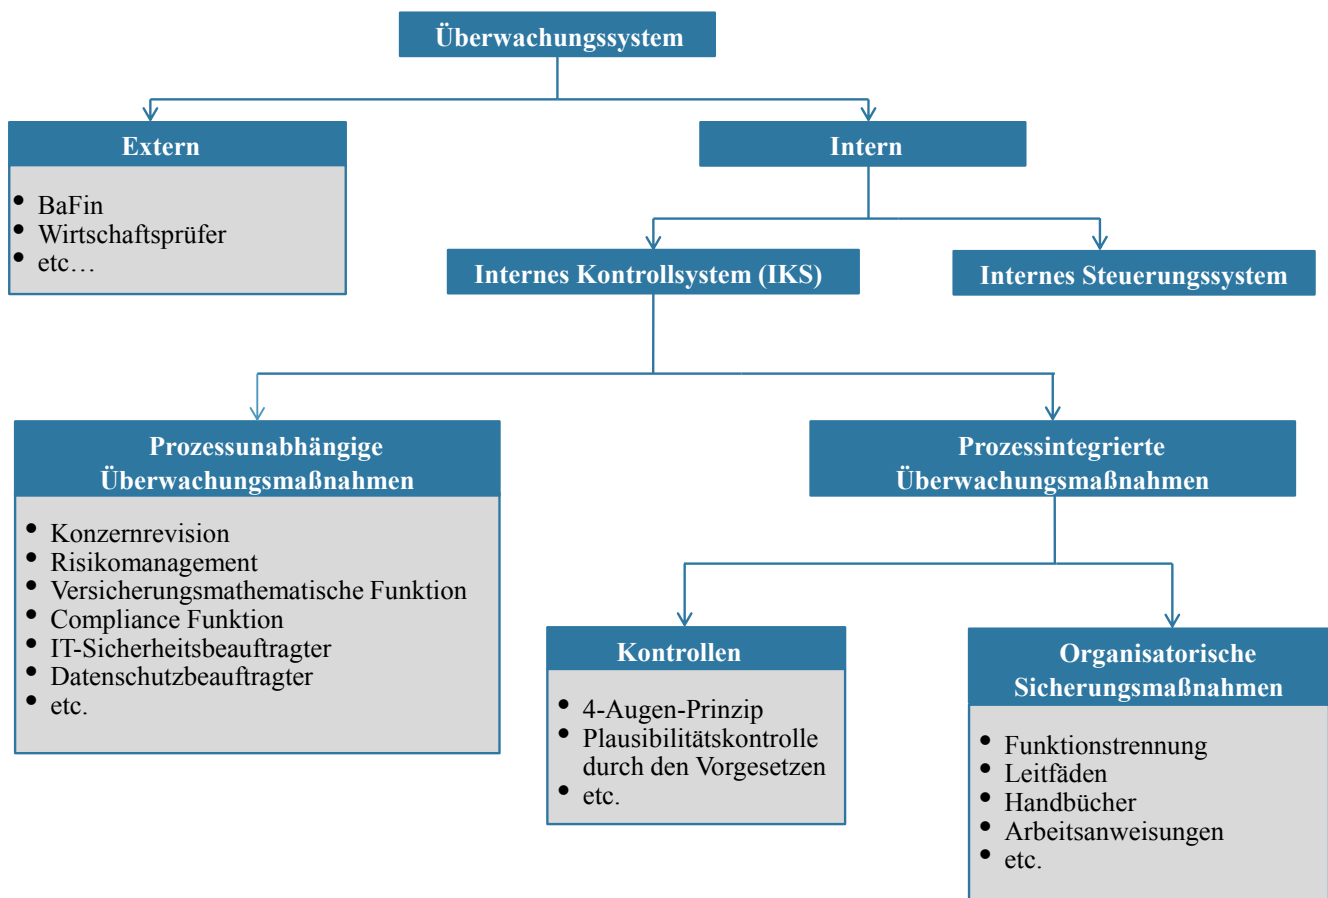 Überwachungssystem
Extern
• BaFin
• Wirtschaftsprüfer
• etc…
Intern
Internes Kontrollsystem (IKS)
Internes Steuerungssystem
Prozessunabhängige
Überwachungsmaßnahmen
• Konzernrevision
• Risikomanagement
• Versicherungsmathematische Funktion
• Compliance Funktion
• IT-Sicherheitsbeauftragter
• Datenschutzbeauftragter
• etc.
Prozessintegrierte
Überwachungsmaßnahmen
Kontrollen
• 4-Augen-Prinzip
• Plausibilitätskontrolle
durch den Vorgesetzen
• etc.
Organisatorische
Sicherungsmaßnahmen
• Funktionstrennung
• Leitfäden
• Handbücher
• Arbeitsanweisungen
• etc.